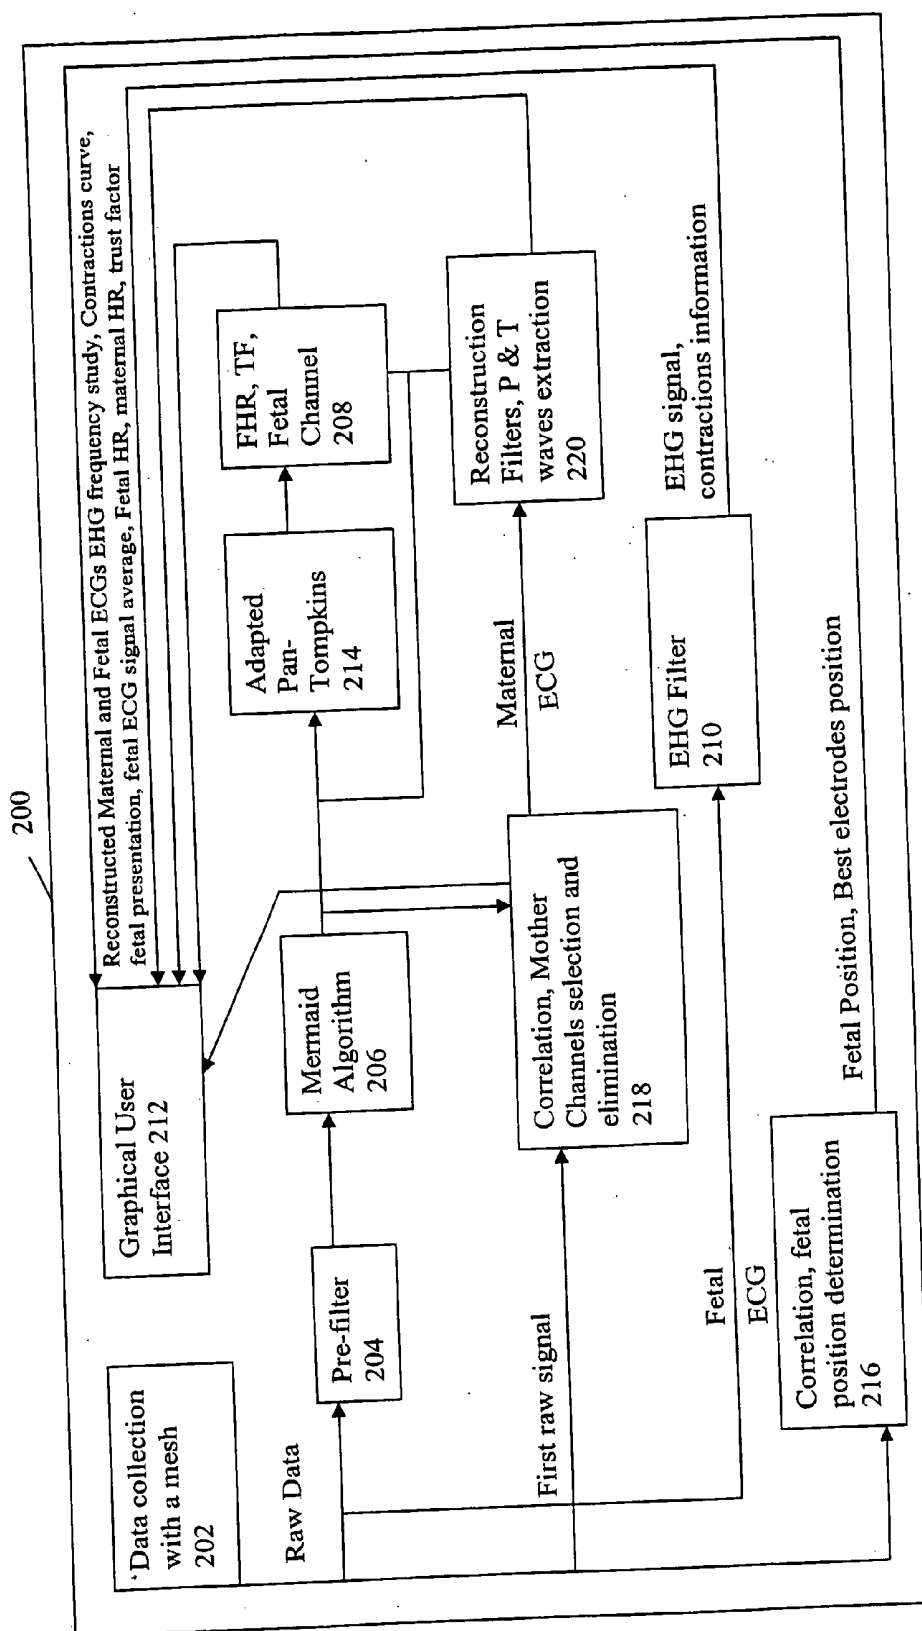 200
Reconstructed Maternal and Fetal ECGs EHG frequency study, Contractions curve,
fetal presentation, fetal ECG signal average, Fetal HR, maternal HR, trust factor
'Data collection
with a mesh
202
Graphical User
Interface 212
Raw Data
Pre-filter
204
Mermaid
Algorithm
206
Adapted
Pan-
Tompkins
214
FHR, TF,
Fetal
Channel
208
First raw signal
Correlation, Mother
Channels selection and
elimination
218
Maternal
ECG
Reconstruction
Filters, P & T
waves extraction
220
Fetal
ECG
EHG Filter
210
EHG signal,
contractions information
Correlation, fetal
position determination
216
Fetal Position, Best electrodes position